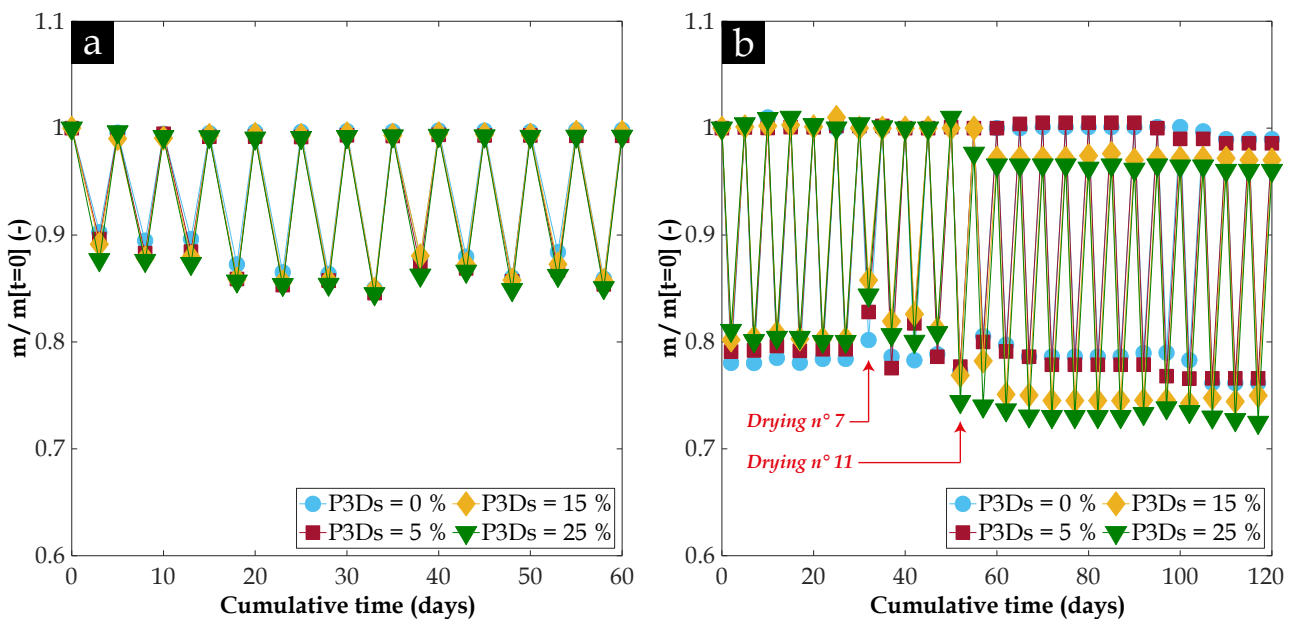 a
m / m[t=0] (-)
1.1
1
0.9
0.8
0.7
0.6
P3Ds = 0 % P3Ds = 15 %
P3Ds = 5 % P3Ds = 25 %
0 10 20 30 40 50 60
Cumulative time (days)
b
m / m[t=0] (-)
1.1
1
0.9
0.8
0.7
0.6
Drying n° 7
Drying n° 11
P3Ds = 0 % P3Ds = 15 %
P3Ds = 5 % P3Ds = 25 %
0 20 40 60 80 100 120
Cumulative time (days)